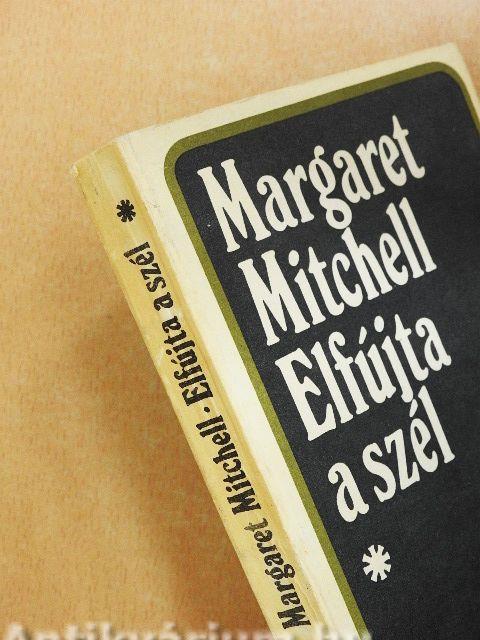 Margaret
Mitchell
Elfújta
a szél
*
Margaret Mitchell · Elfújta a szél *